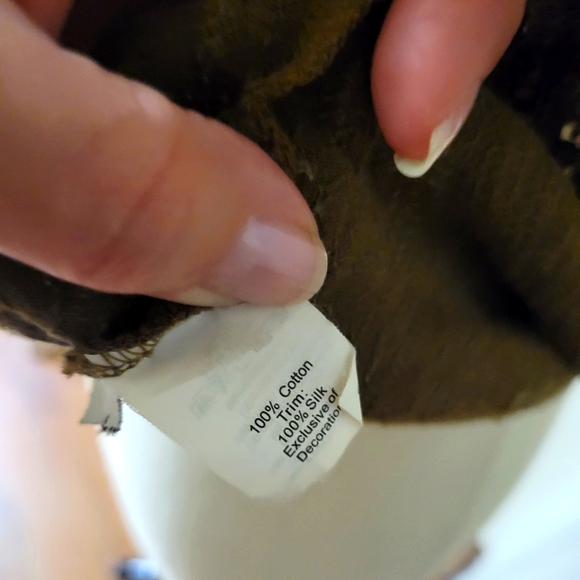 100% Cotton
Trim:
100% Silk
Exclusive of
Decoration